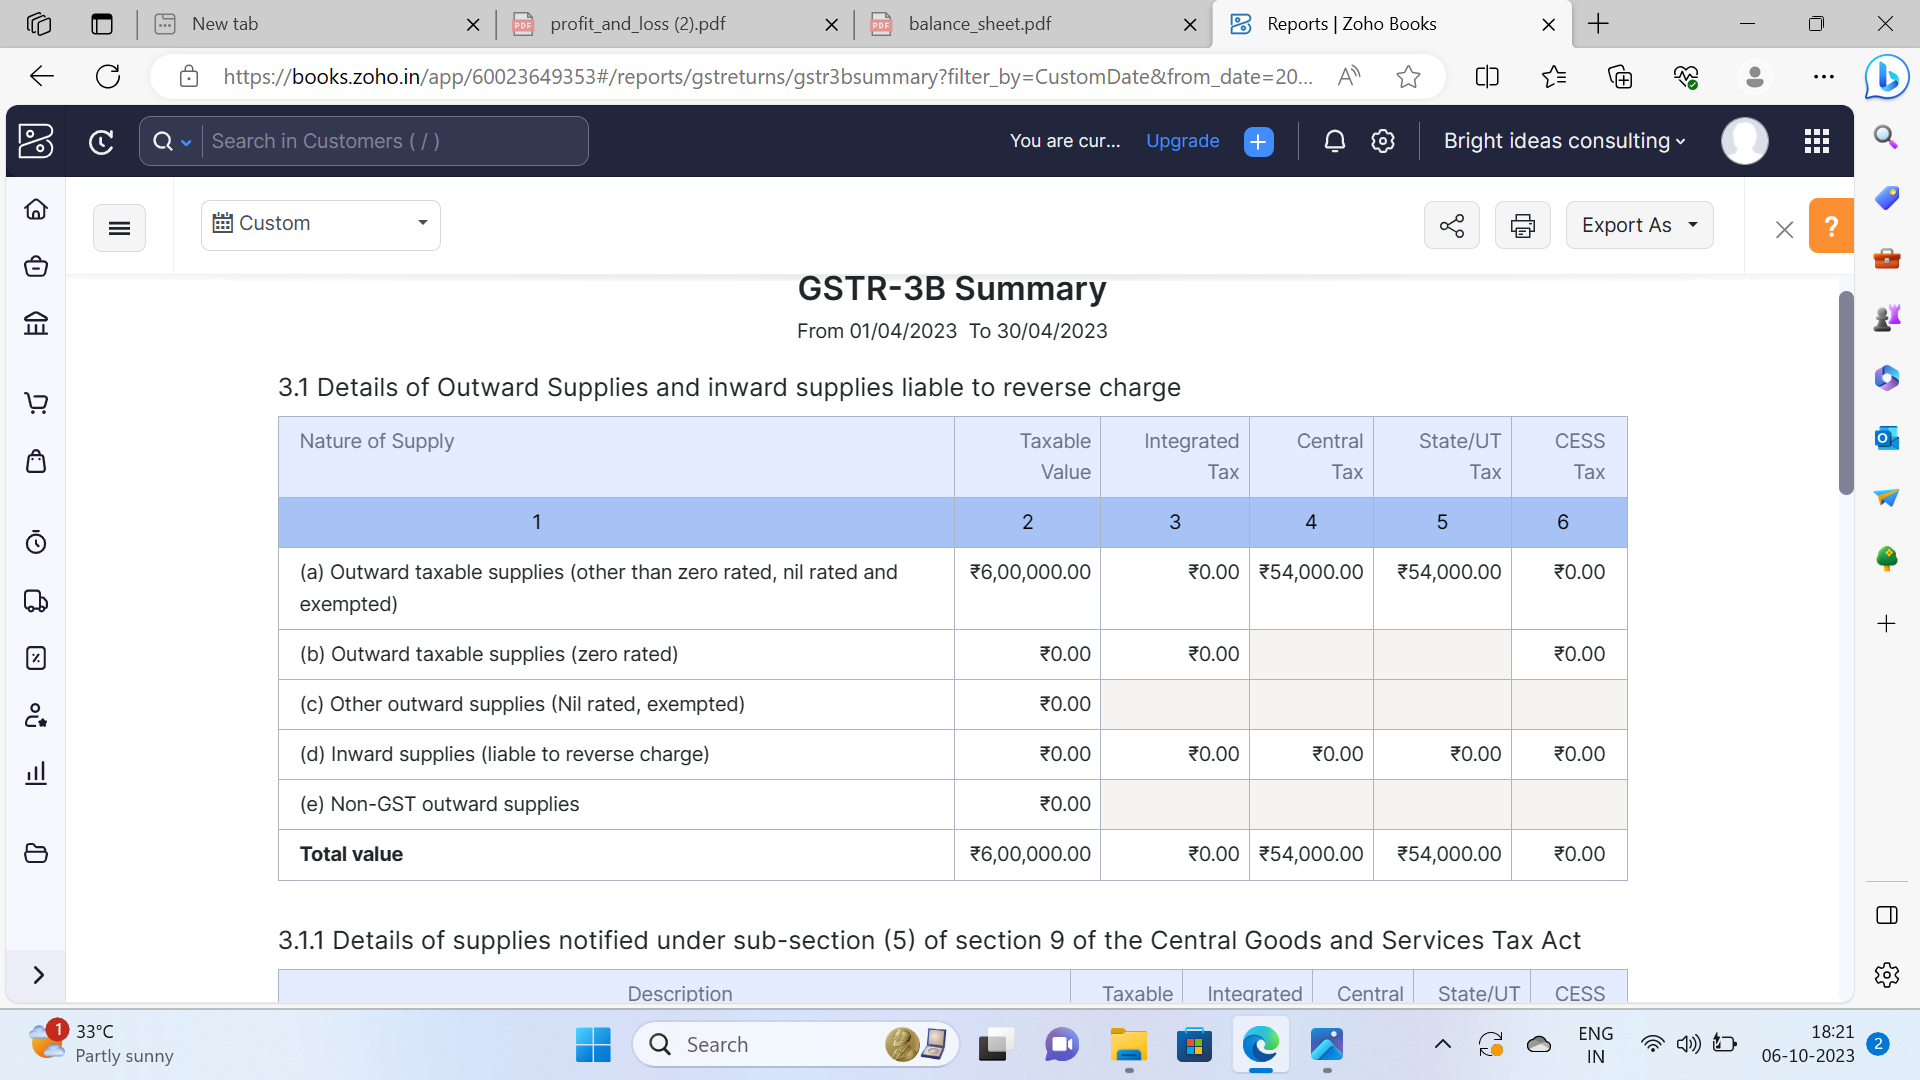 New tab
profit_and_loss (2).pdf
balance_sheet.pdf
Reports | Zoho Books
https://books.zoho.in/app/60023649353#/reports/gstreturns/gstr3bsummary?filter_by=CustomDate&from_date=20...
Search in Customers ( / )
You are cur...
Upgrade
Bright ideas consulting
Custom
Export As
?
GSTR-3B Summary
From 01/04/2023 To 30/04/2023
3.1 Details of Outward Supplies and inward supplies liable to reverse charge
Nature of Supply Taxable Value Integrated Tax Central Tax State/UT Tax CESS Tax
1 2 3 4 5 6
(a) Outward taxable supplies (other than zero rated, nil rated and exempted) ₹6,00,000.00 ₹0.00 ₹54,000.00 ₹54,000.00 ₹0.00
(b) Outward taxable supplies (zero rated) ₹0.00 ₹0.00 ₹0.00
(c) Other outward supplies (Nil rated, exempted) ₹0.00
(d) Inward supplies (liable to reverse charge) ₹0.00 ₹0.00 ₹0.00 ₹0.00 ₹0.00
(e) Non-GST outward supplies ₹0.00
Total value ₹6,00,000.00 ₹0.00 ₹54,000.00 ₹54,000.00 ₹0.00
3.1.1 Details of supplies notified under sub-section (5) of section 9 of the Central Goods and Services Tax Act
Description Taxable Integrated Central State/UT CESS
1
33°C
Partly sunny
Search
ENG
IN
18:21
06-10-2023
2